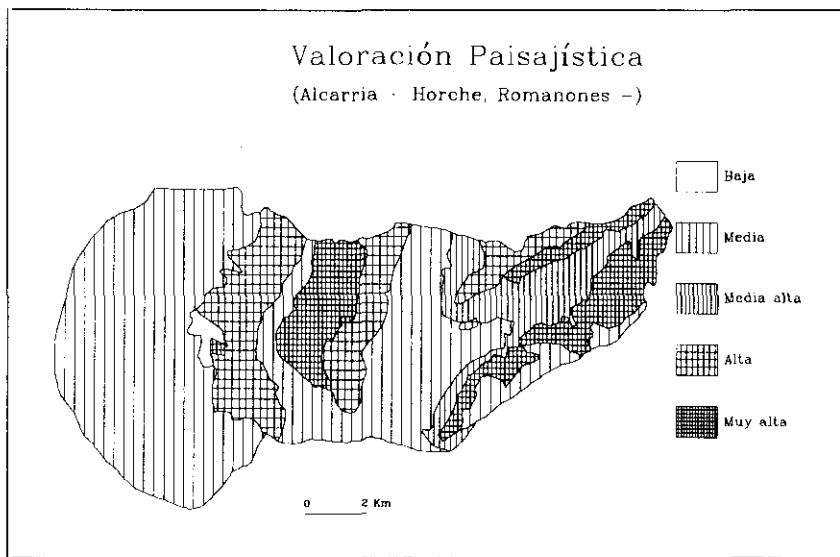 Valoración Paisajística
(Alcarria - Horche, Romanones -)
Baja
Media
Media alta
Alta
Muy alta
0 2 Km